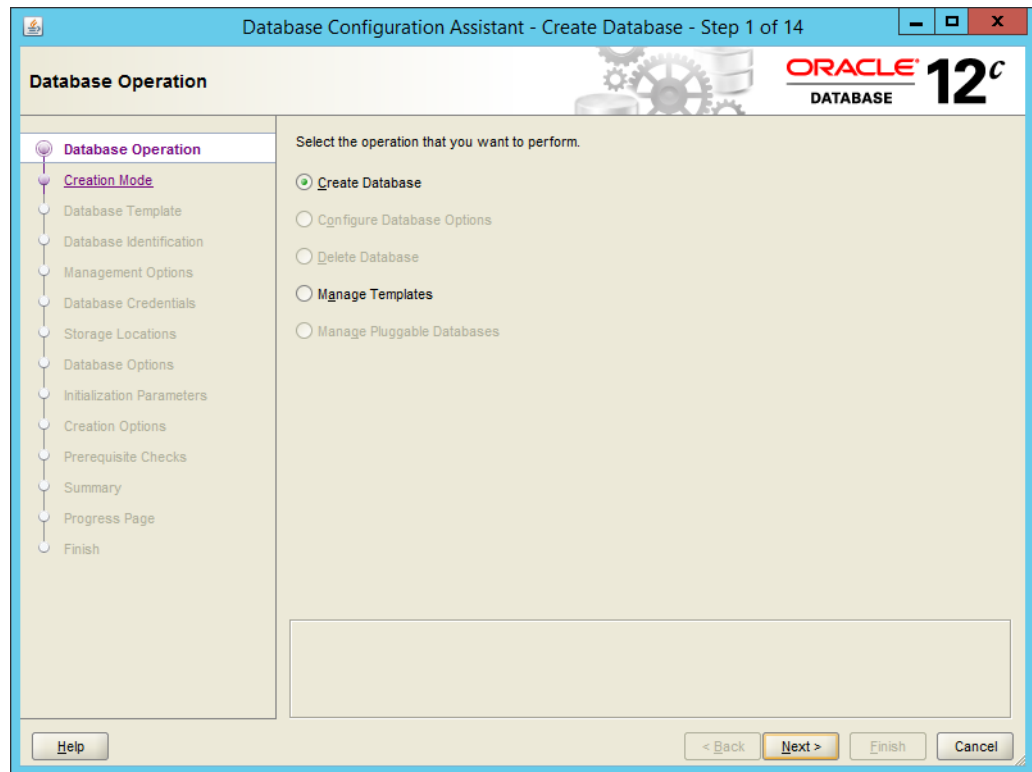 Database Configuration Assistant - Create Database - Step 1 of 14
Database Operation
ORACLE
DATABASE
12c
Database Operation
Creation Mode
Database Template
Database Identification
Management Options
Database Credentials
Storage Locations
Database Options
Initialization Parameters
Creation Options
Prerequisite Checks
Summary
Progress Page
Finish
Select the operation that you want to perform.
Create Database
Configure Database Options
Delete Database
Manage Templates
Manage Pluggable Databases
Help
< Back
Next >
Finish
Cancel